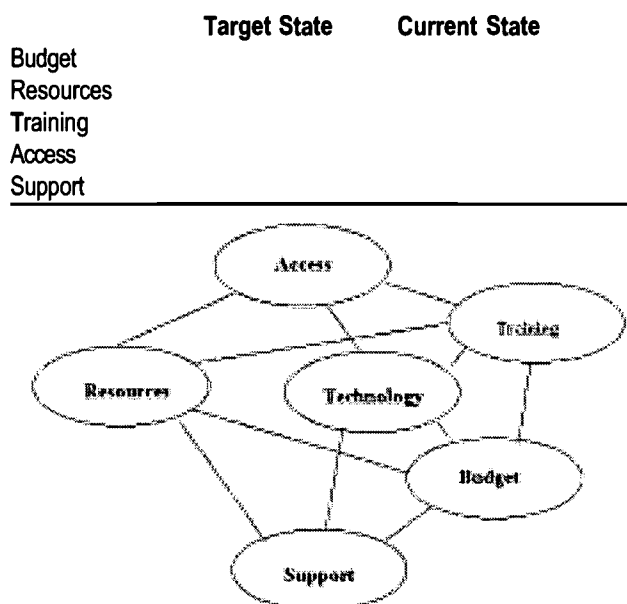 Target State Current State
Budget
Resources
Training
Access
Support
Access
Training
Resources
Technology
Budget
Support